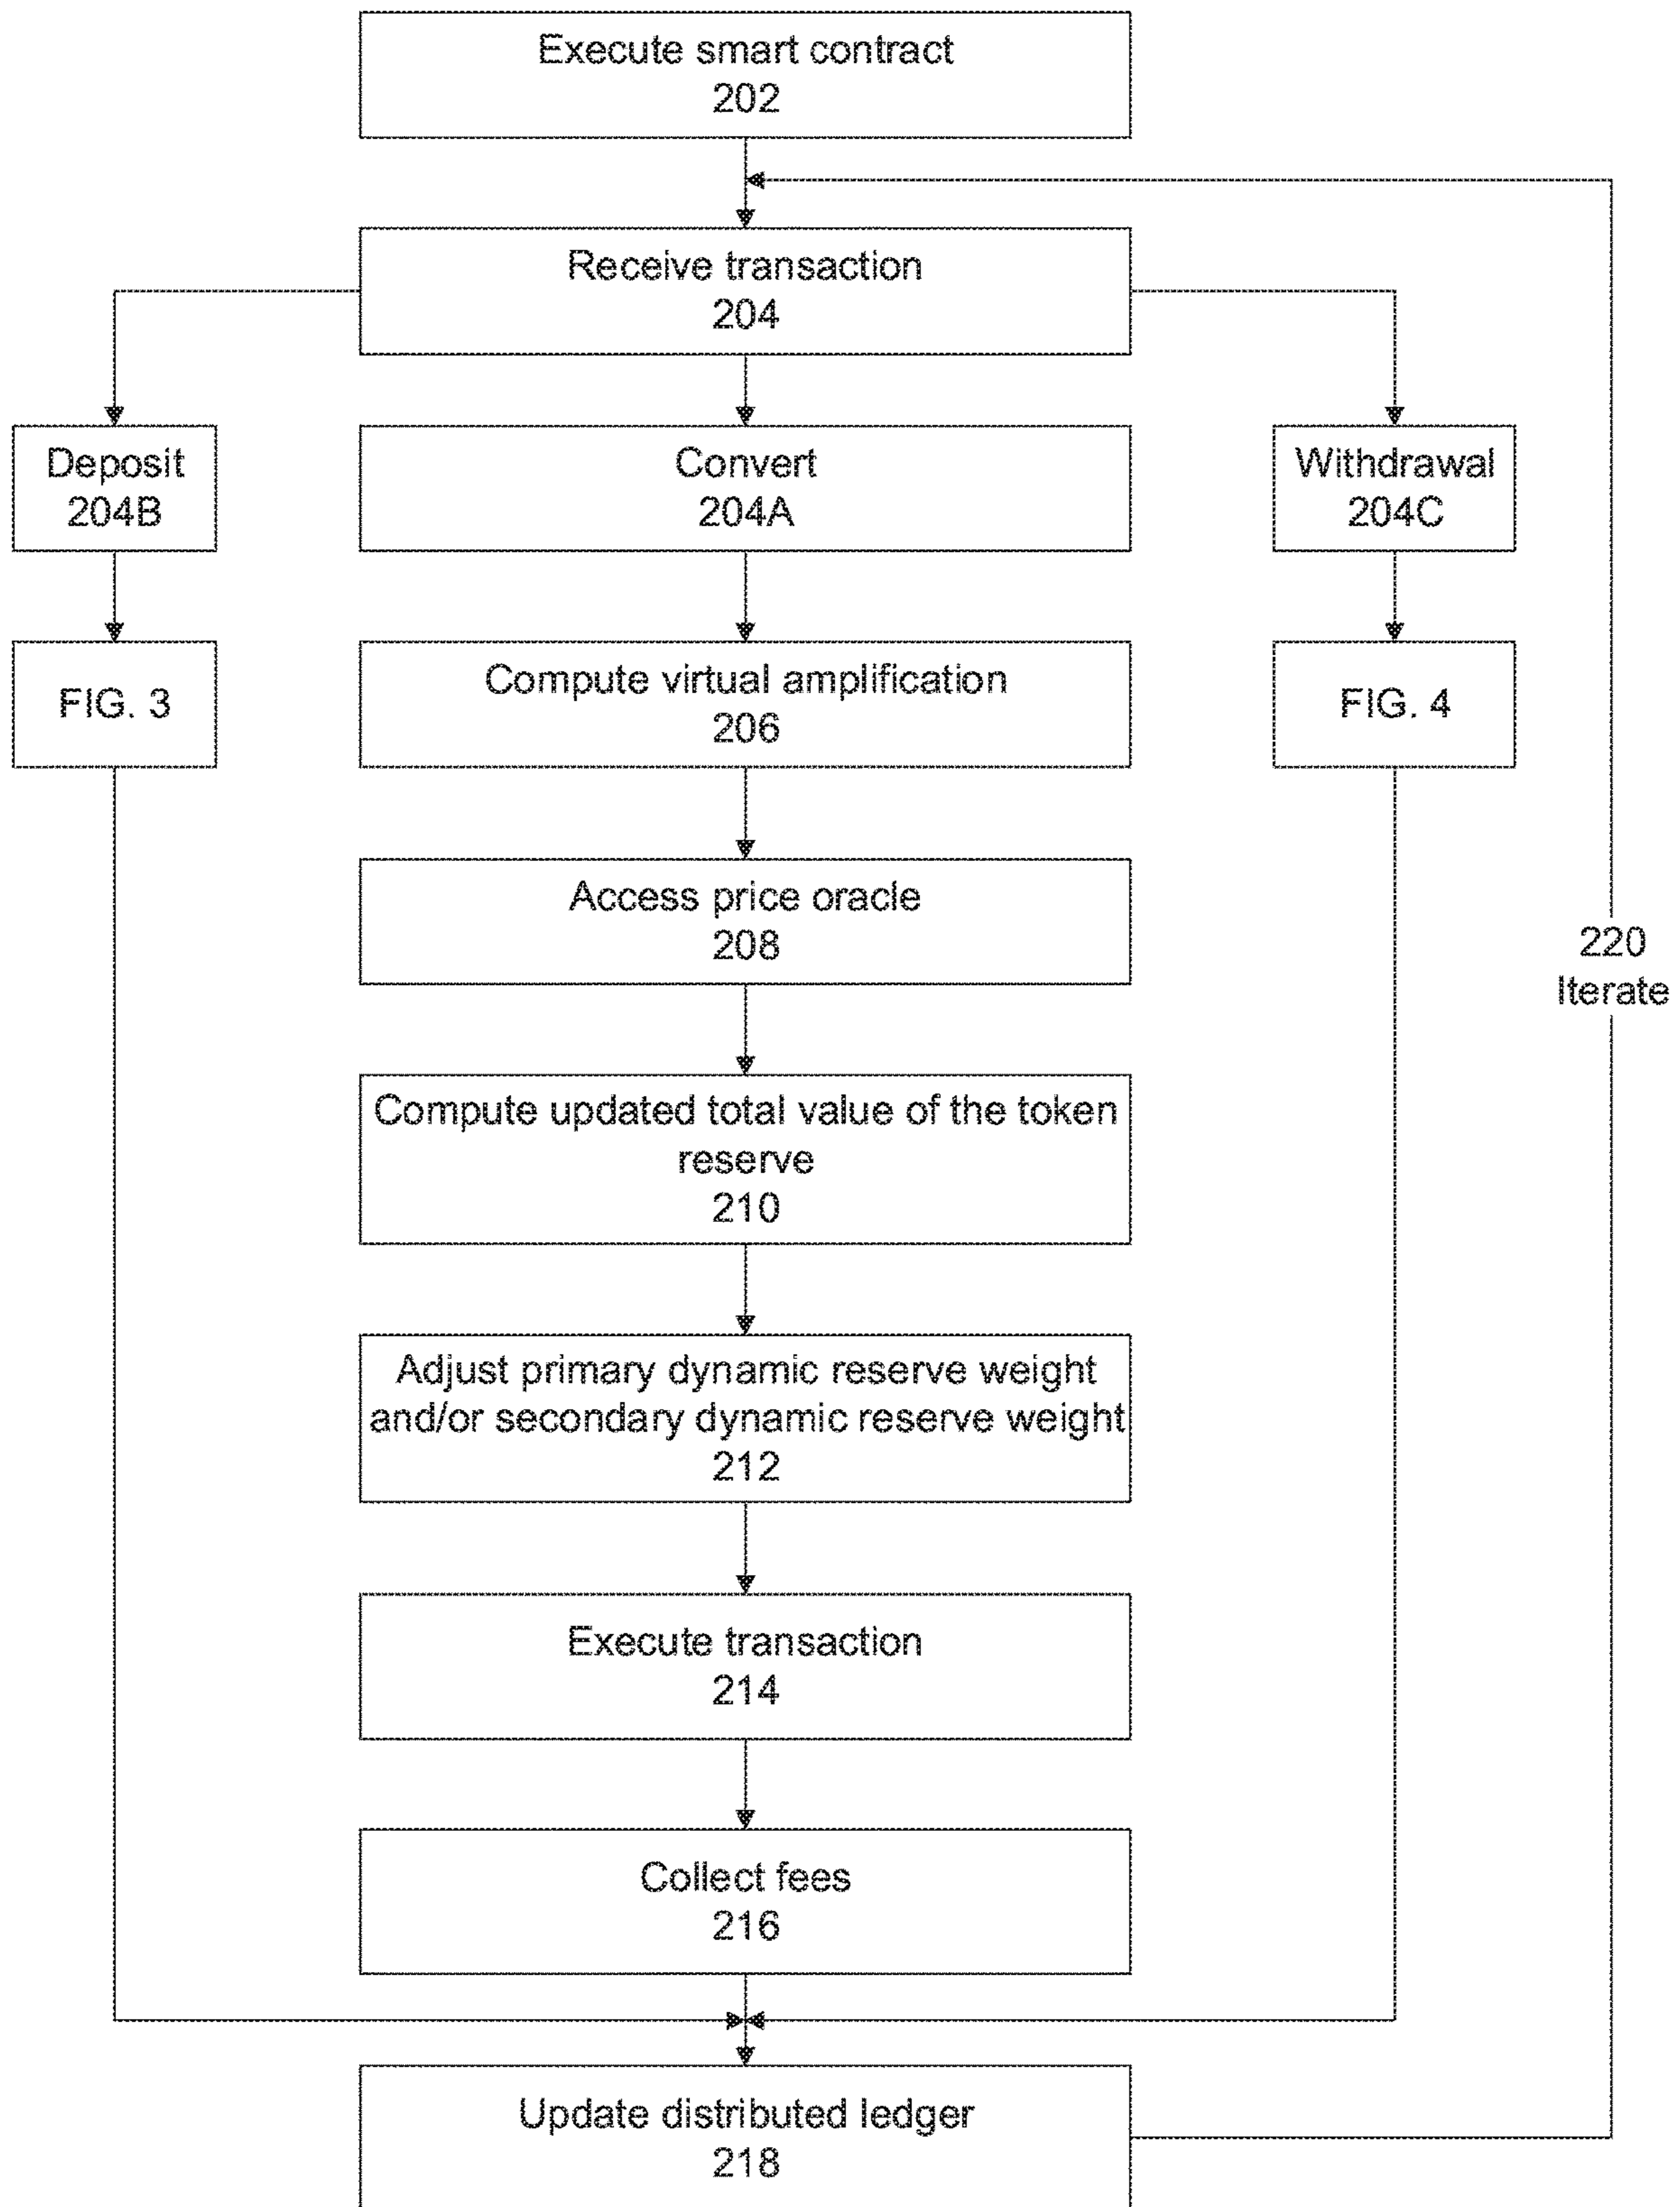 Execute smart contract
202
Receive transaction
204
Deposit
204B
Convert
204A
Withdrawal
204C
FIG. 3
Compute virtual amplification
206
FIG. 4
Access price oracle
208
220
Iterate
Compute updated total value of the token
reserve
210
Adjust primary dynamic reserve weight
and/or secondary dynamic reserve weight
212
Execute transaction
214
Collect fees
216
Update distributed ledger
218